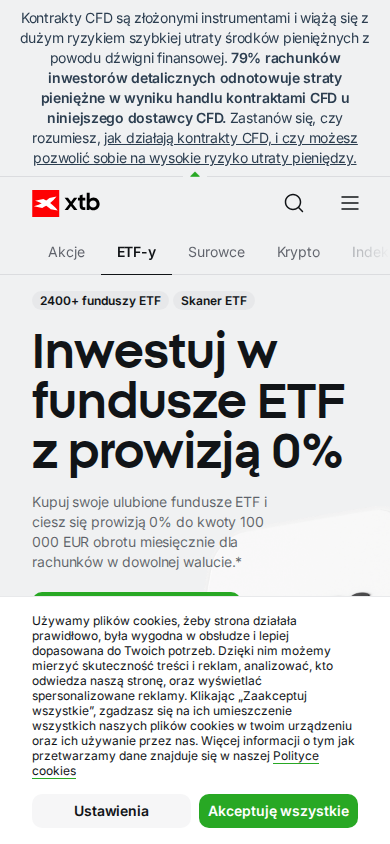 Kontrakty CFD są złożonymi instrumentami i wiążą się z
dużym ryzykiem szybkiej utraty środków pieniężnych z
powodu dźwigni finansowej. 79% rachunków
inwestorów detalicznych odnotowuje straty
pieniężne w wyniku handlu kontraktami CFD u
niniejszego dostawcy CFD. Zastanów się, czy
rozumiesz, jak działają kontrakty CFD, i czy możesz
pozwolić sobie na wysokie ryzyko utraty pieniędzy.
xtb
Akcje ETF-y Surowce Krypto Indek
2400+ funduszy ETF Skaner ETF
Inwestuj w
fundusze ETF
z prowizją 0%
Kupuj swoje ulubione fundusze ETF i
ciesz się prowizją 0% do kwoty 100
000 EUR obrotu miesięcznie dla
rachunków w dowolnej walucie.*
Używamy plików cookies, żeby strona działała
prawidłowo, była wygodna w obsłudze i lepiej
dopasowana do Twoich potrzeb. Dzięki nim możemy
mierzyć skuteczność treści i reklam, analizować, kto
odwiedza naszą stronę, oraz wyświetlać
spersonalizowane reklamy. Klikając „Zaakceptuj
wszystkie”, zgadzasz się na ich umieszczenie
wszystkich naszych plików cookies w twoim urządzeniu
oraz ich używanie przez nas. Więcej informacji o tym jak
przetwarzamy dane znajduje się w naszej Polityce
cookies
Ustawienia Akceptuję wszystkie